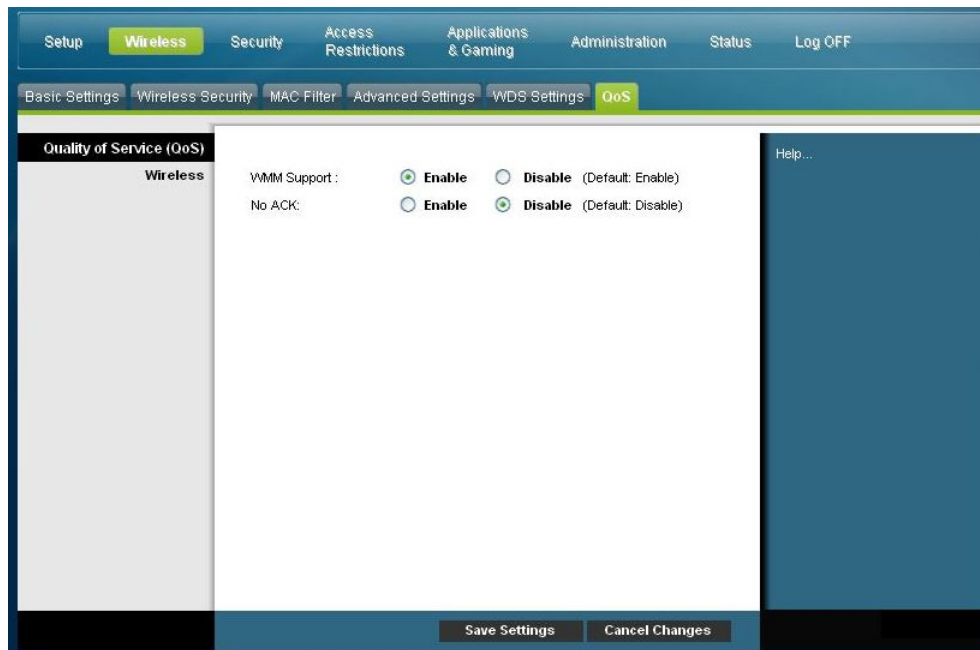 Setup Wireless Security Access Restrictions Applications & Gaming Administration Status Log OFF
Basic Settings Wireless Security MAC Filter Advanced Settings WDS Settings QoS
Quality of Service (QoS)
Help...
Wireless
WMM Support : Enable Disable (Default: Enable)
No ACK: Enable Disable (Default: Disable)
Save Settings Cancel Changes